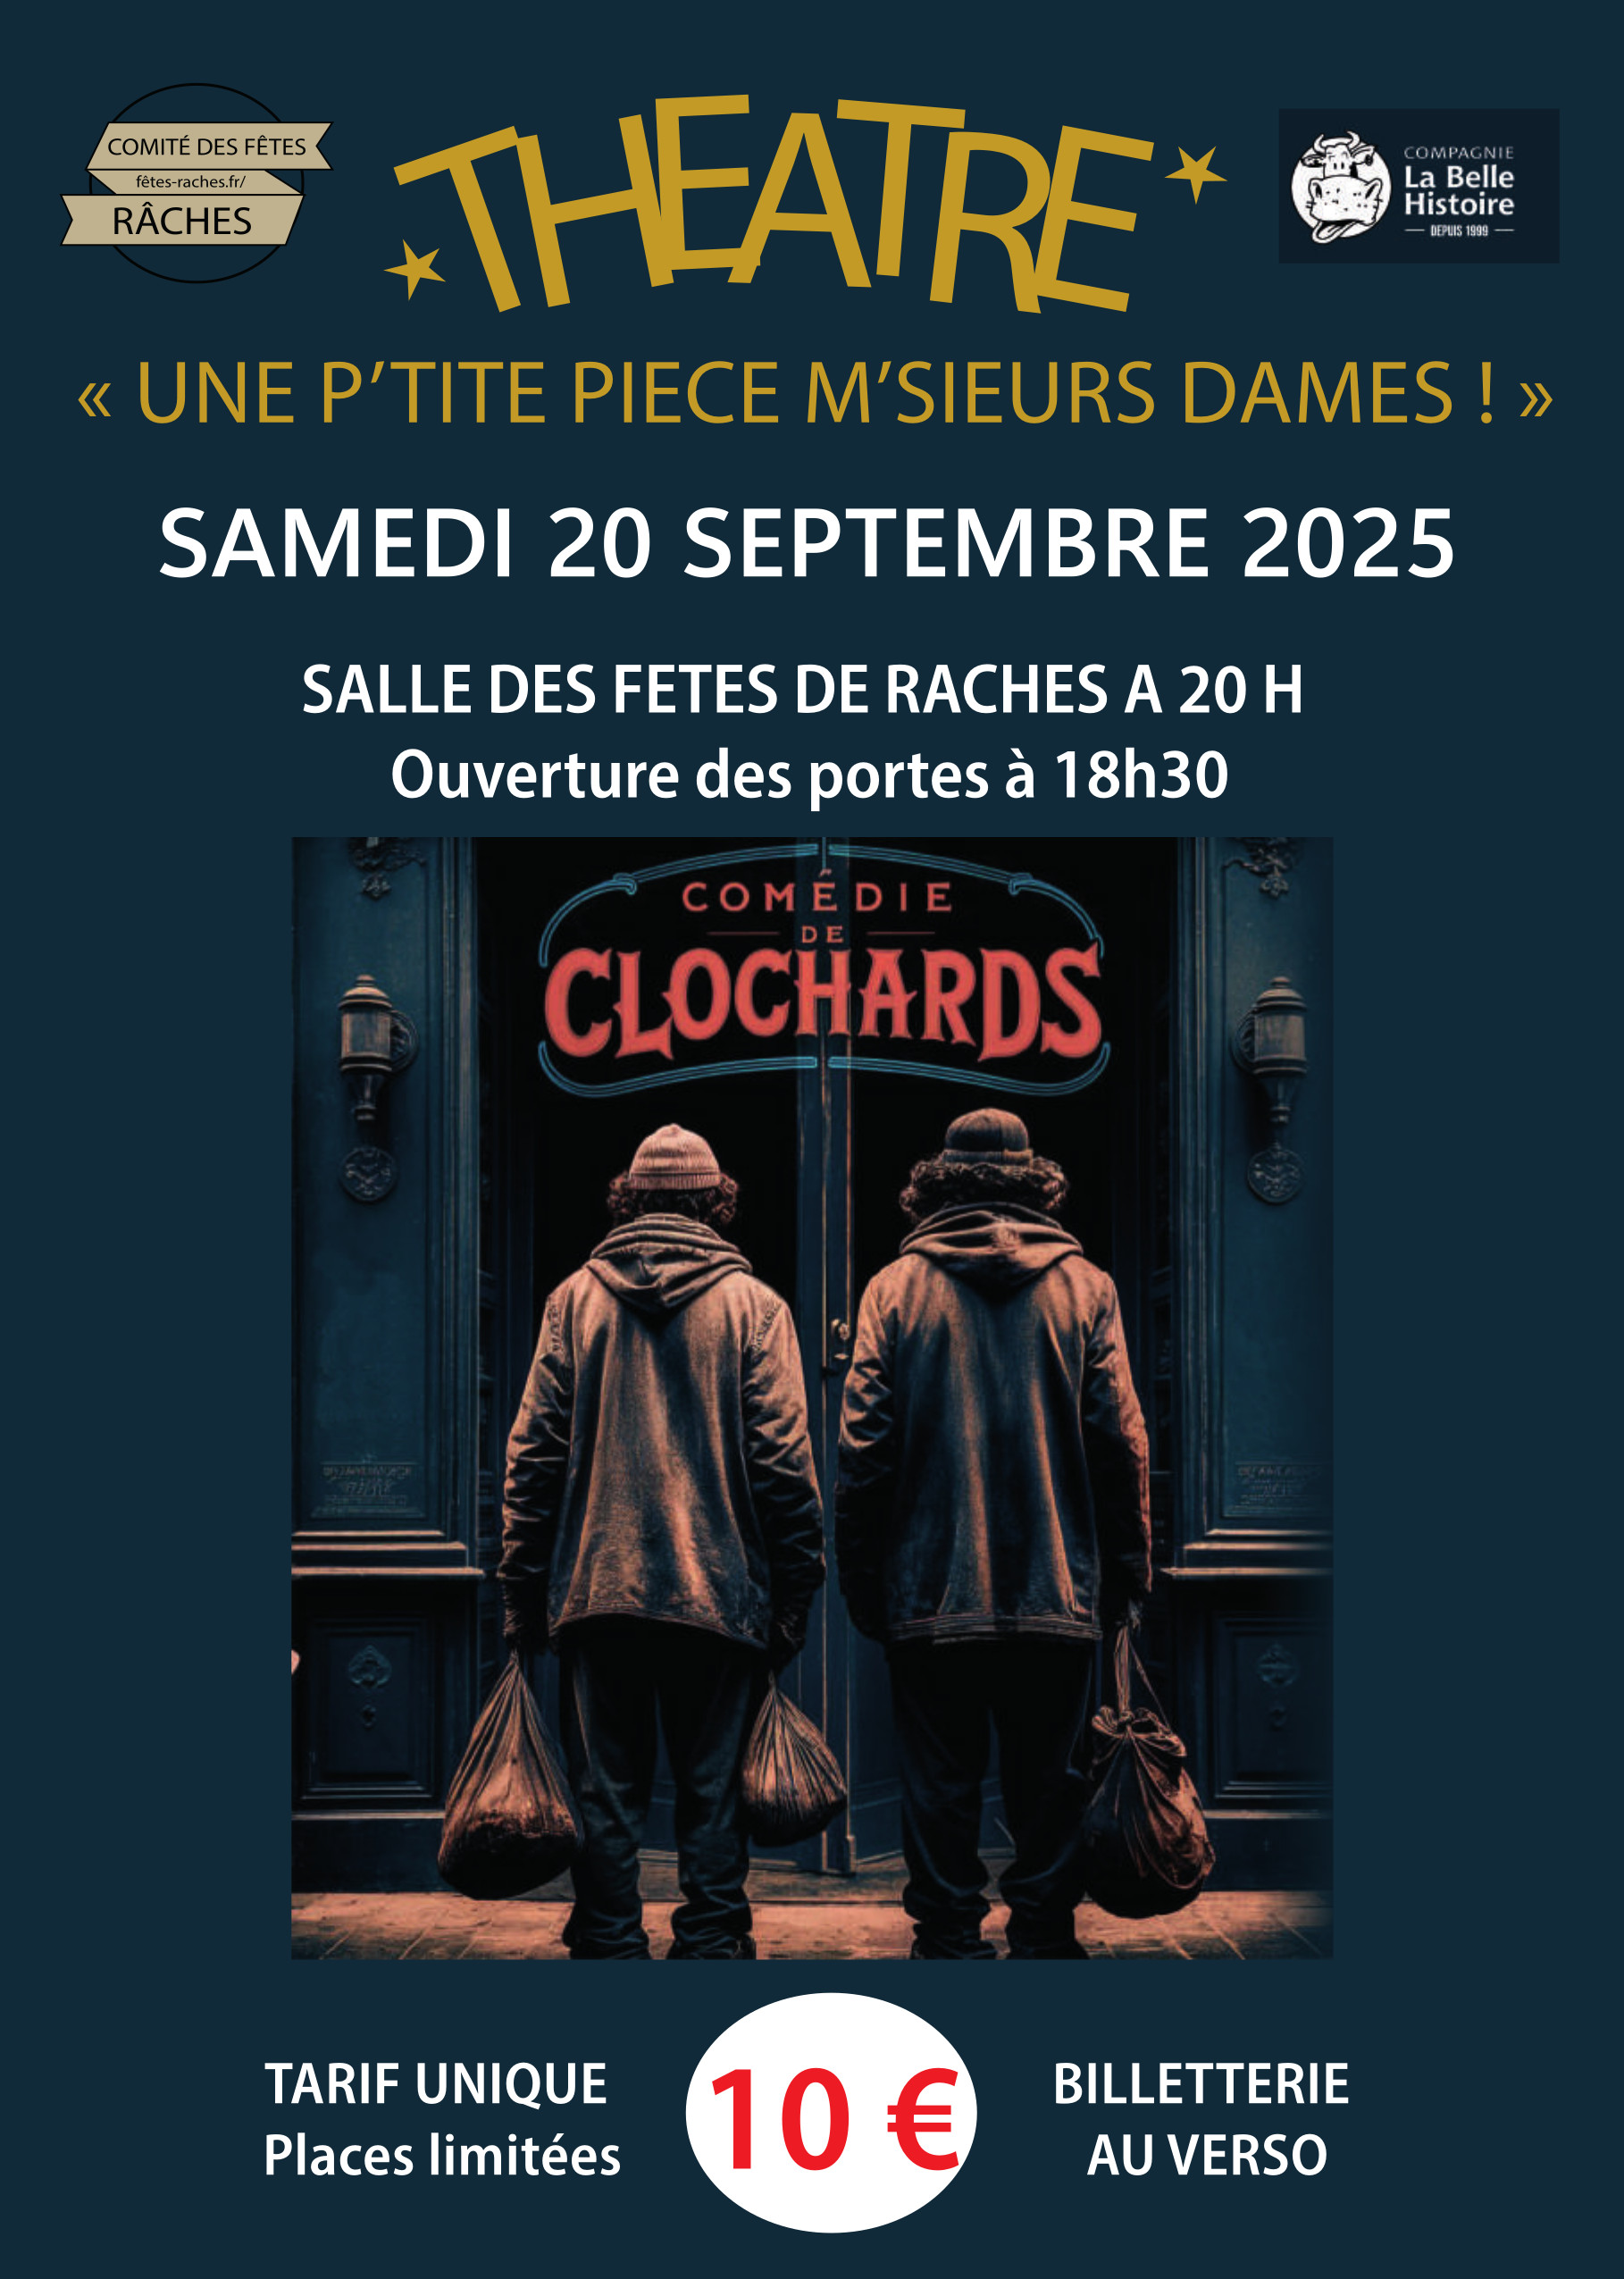 COMITÉ DES FÊTES
fêtes-raches.fr/
RÂCHES
THEATRE
COMPAGNIE
La Belle
Histoire
DEPUIS 1999
« UNE P’TITE PIECE M’SIEURS DAMES ! »
SAMEDI 20 SEPTEMBRE 2025
SALLE DES FETES DE RACHES A 20 H
Ouverture des portes à 18h30
COMÉDIE
DE
CLOCHARDS
TARIF UNIQUE
Places limitées
10 €
BILLETTERIE
AU VERSO